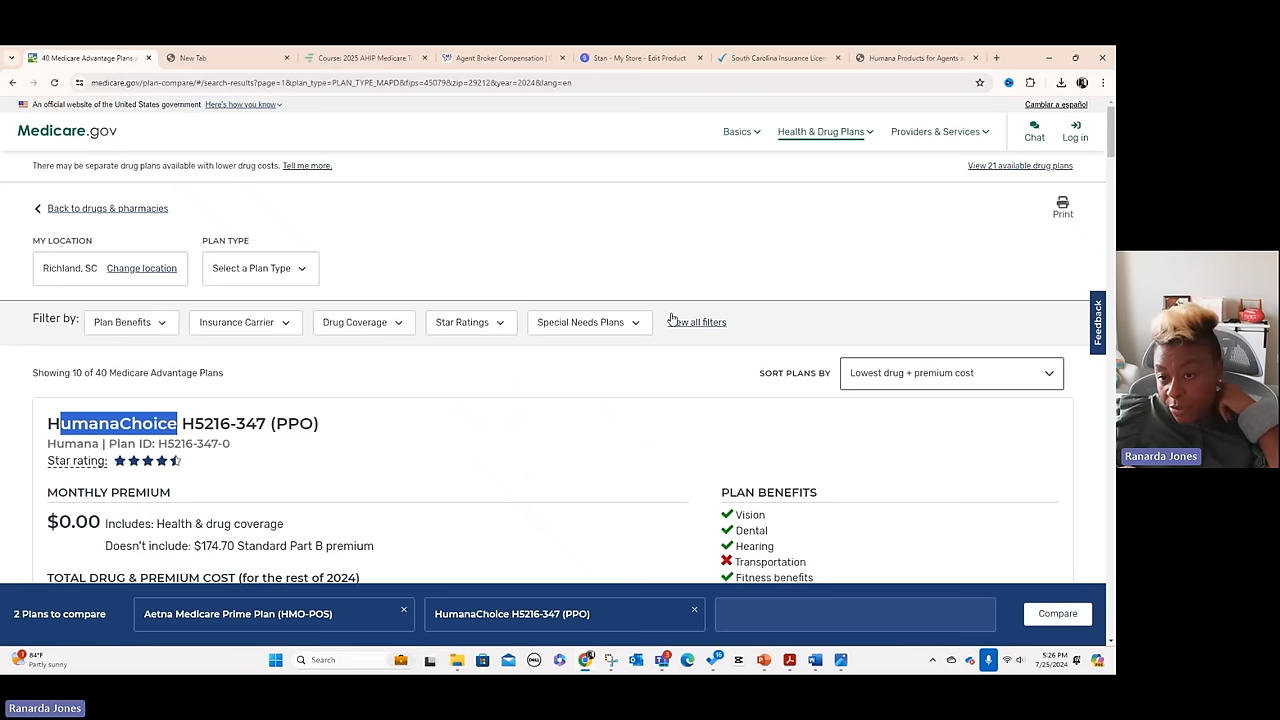 40 Medicare Advantage Plans a
New Tab
Course: 2025 AHIP Medicare T
Agent Broker Compensation | C
Stan - My Store - Edit Product
South Carolina Insurance Licen
Humana Products for Agents a
medicare.gov/plan-compare/#/search-results?page=1&plan_type=PLAN_TYPE_MAPD&fips=45079&zip=29212&year=2024&lang=en
An official website of the United States government Here's how you know
Cambiar a español
Medicare.gov
Basics
Health & Drug Plans
Providers & Services
Chat
Log in
There may be separate drug plans available with lower drug costs. Tell me more.
View 21 available drug plans
Back to drugs & pharmacies
Print
MY LOCATION
PLAN TYPE
Richland, SC Change location
Select a Plan Type
Filter by:
Plan Benefits
Insurance Carrier
Drug Coverage
Star Ratings
Special Needs Plans
all filters
Feedback
Showing 10 of 40 Medicare Advantage Plans
SORT PLANS BY
Lowest drug + premium cost
HumanaChoice H5216-347 (PPO)
Humana | Plan ID: H5216-347-0
Star rating:
MONTHLY PREMIUM
$0.00 Includes: Health & drug coverage
Doesn't include: $174.70 Standard Part B premium
TOTAL DRUG & PREMIUM COST (for the rest of 2024)
PLAN BENEFITS
Vision
Dental
Hearing
Transportation
Fitness benefits
2 Plans to compare
Aetna Medicare Prime Plan (HMO-POS)
HumanaChoice H5216-347 (PPO)
Compare
84°F
Partly sunny
Search
5:26 PM
7/25/2024
Ranarda Jones
Ranarda Jones